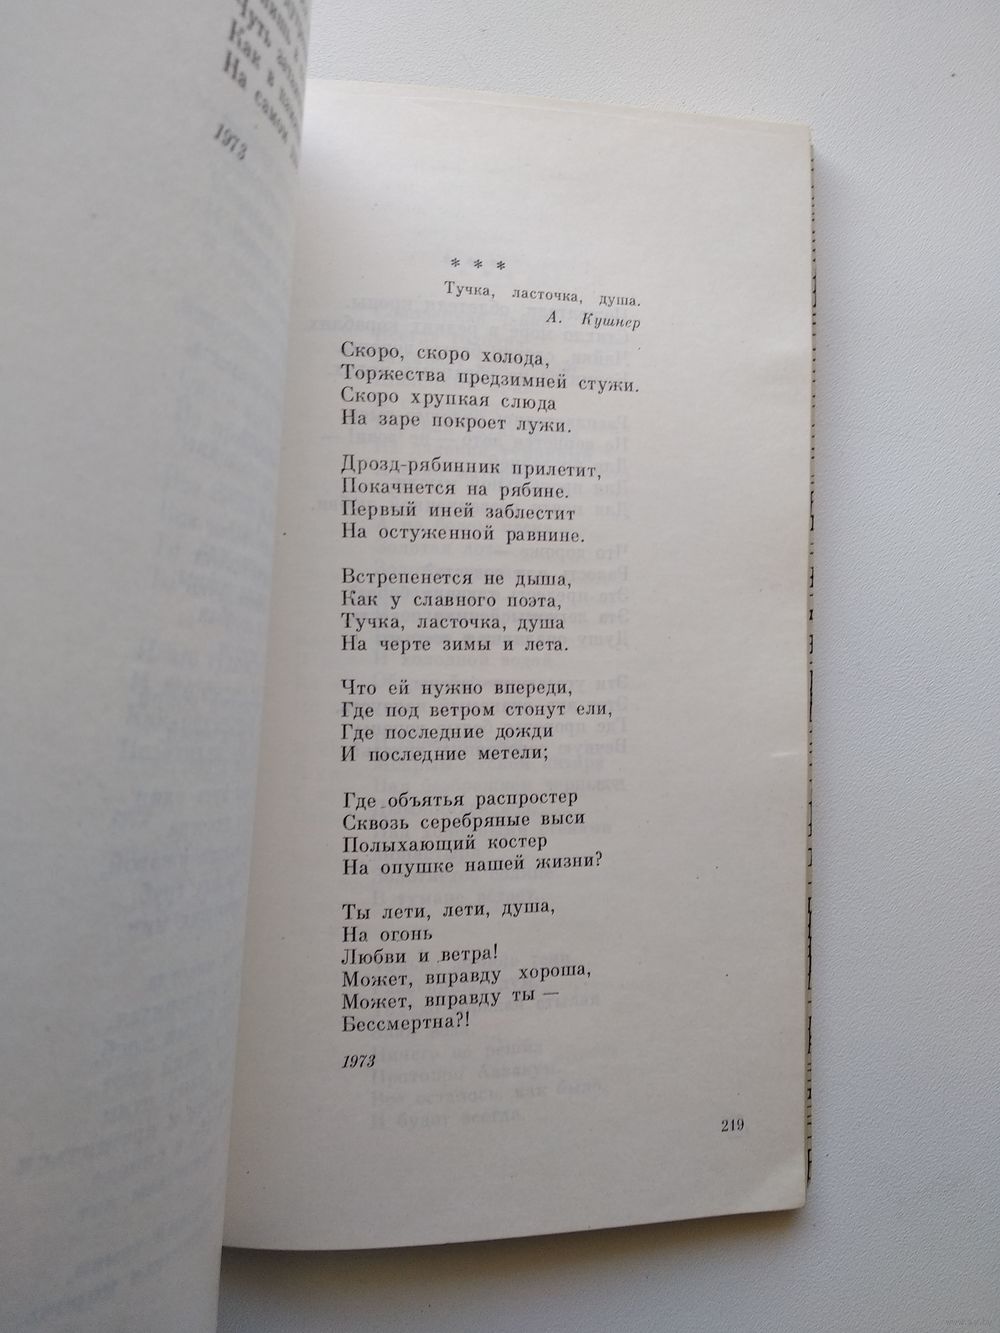 Чуть
Как в
На самом
1973
* * *
Тучка, ласточка, душа.
А. Кушнер
Скоро, скоро холода,
Торжества предзимней стужи.
Скоро хрупкая слюда
На заре покроет лужи.
Дрозд-рябинник прилетит,
Покачнется на рябине.
Первый иней заблестит
На остуженной равнине.
Встрепенется не дыша,
Как у славного поэта,
Тучка, ласточка, душа
На черте зимы и лета.
Что ей нужно впереди,
Где под ветром стонут ели,
Где последние дожди
И последние метели;
Где объятья распростер
Сквозь серебряные выси
Полыхающий костер
На опушке нашей жизни?
Ты лети, лети, душа,
На огонь
Любви и ветра!
Может, вправду хороша,
Может, вправду ты —
Бессмертна?!
1973
219